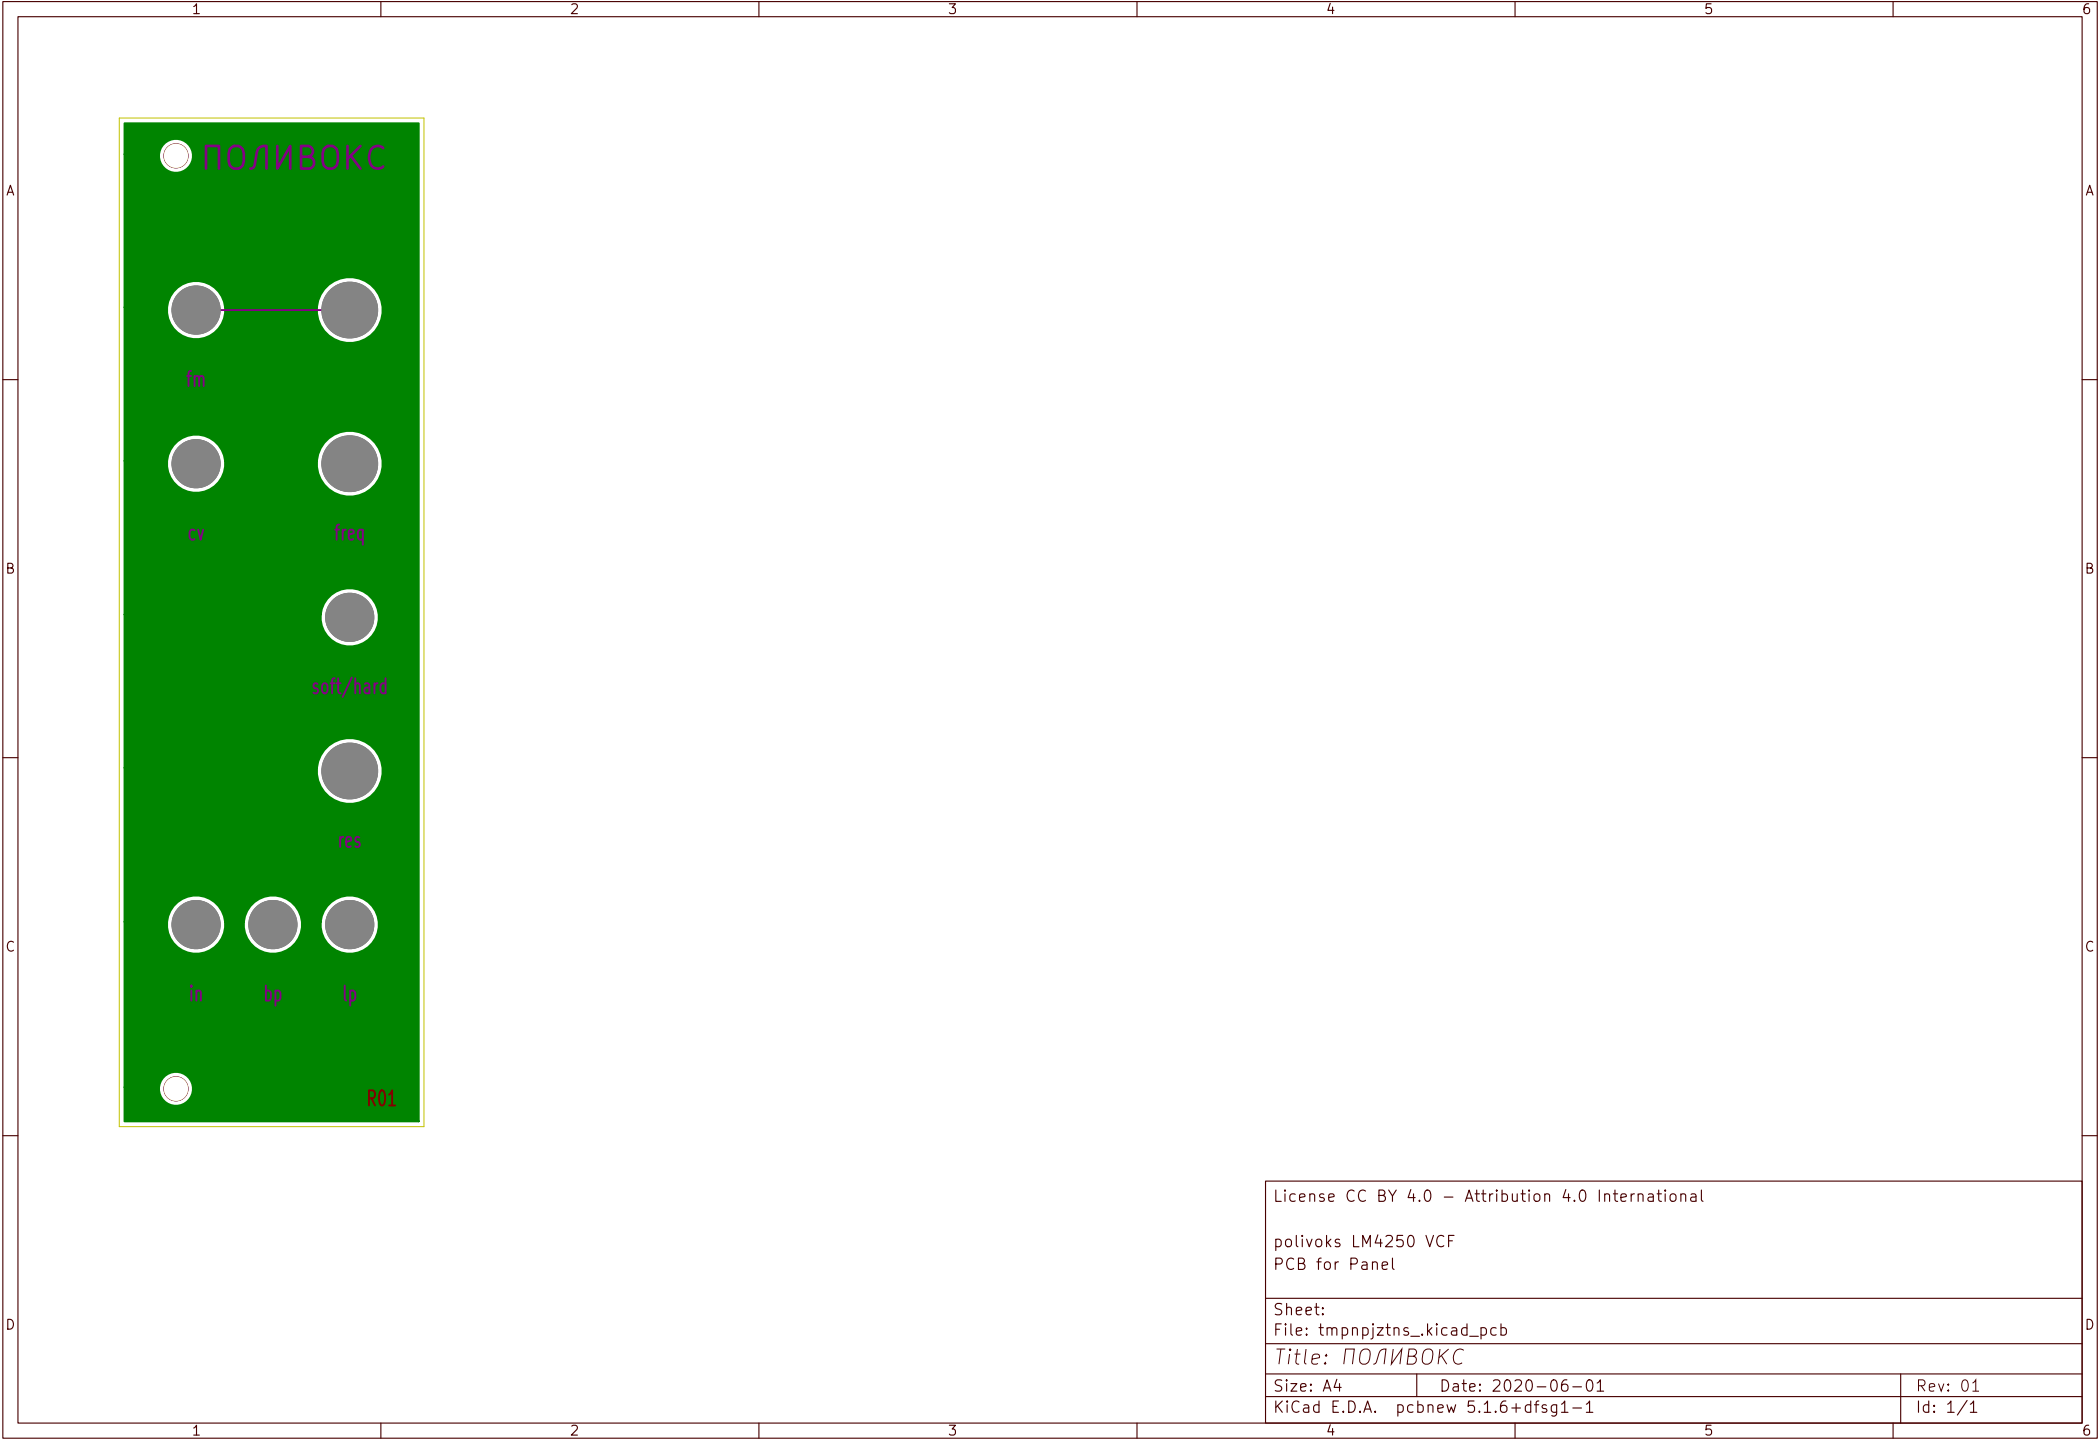 1 2 3 4 5 6
A A
ПОЛИВОКС
fm
cv freq
B B
soft/hard
res
C C
in bp lp
R01
License CC BY 4.0 - Attribution 4.0 International
polivoks LM4250 VCF
PCB for Panel
Sheet:
File: tmpnpjztns_.kicad_pcb
D D
Title: ПОЛИВОКС
Size: A4 Date: 2020-06-01 Rev: 01
KiCad E.D.A. pcbnew 5.1.6+dfsg1-1 Id: 1/1
1 2 3 4 5 6